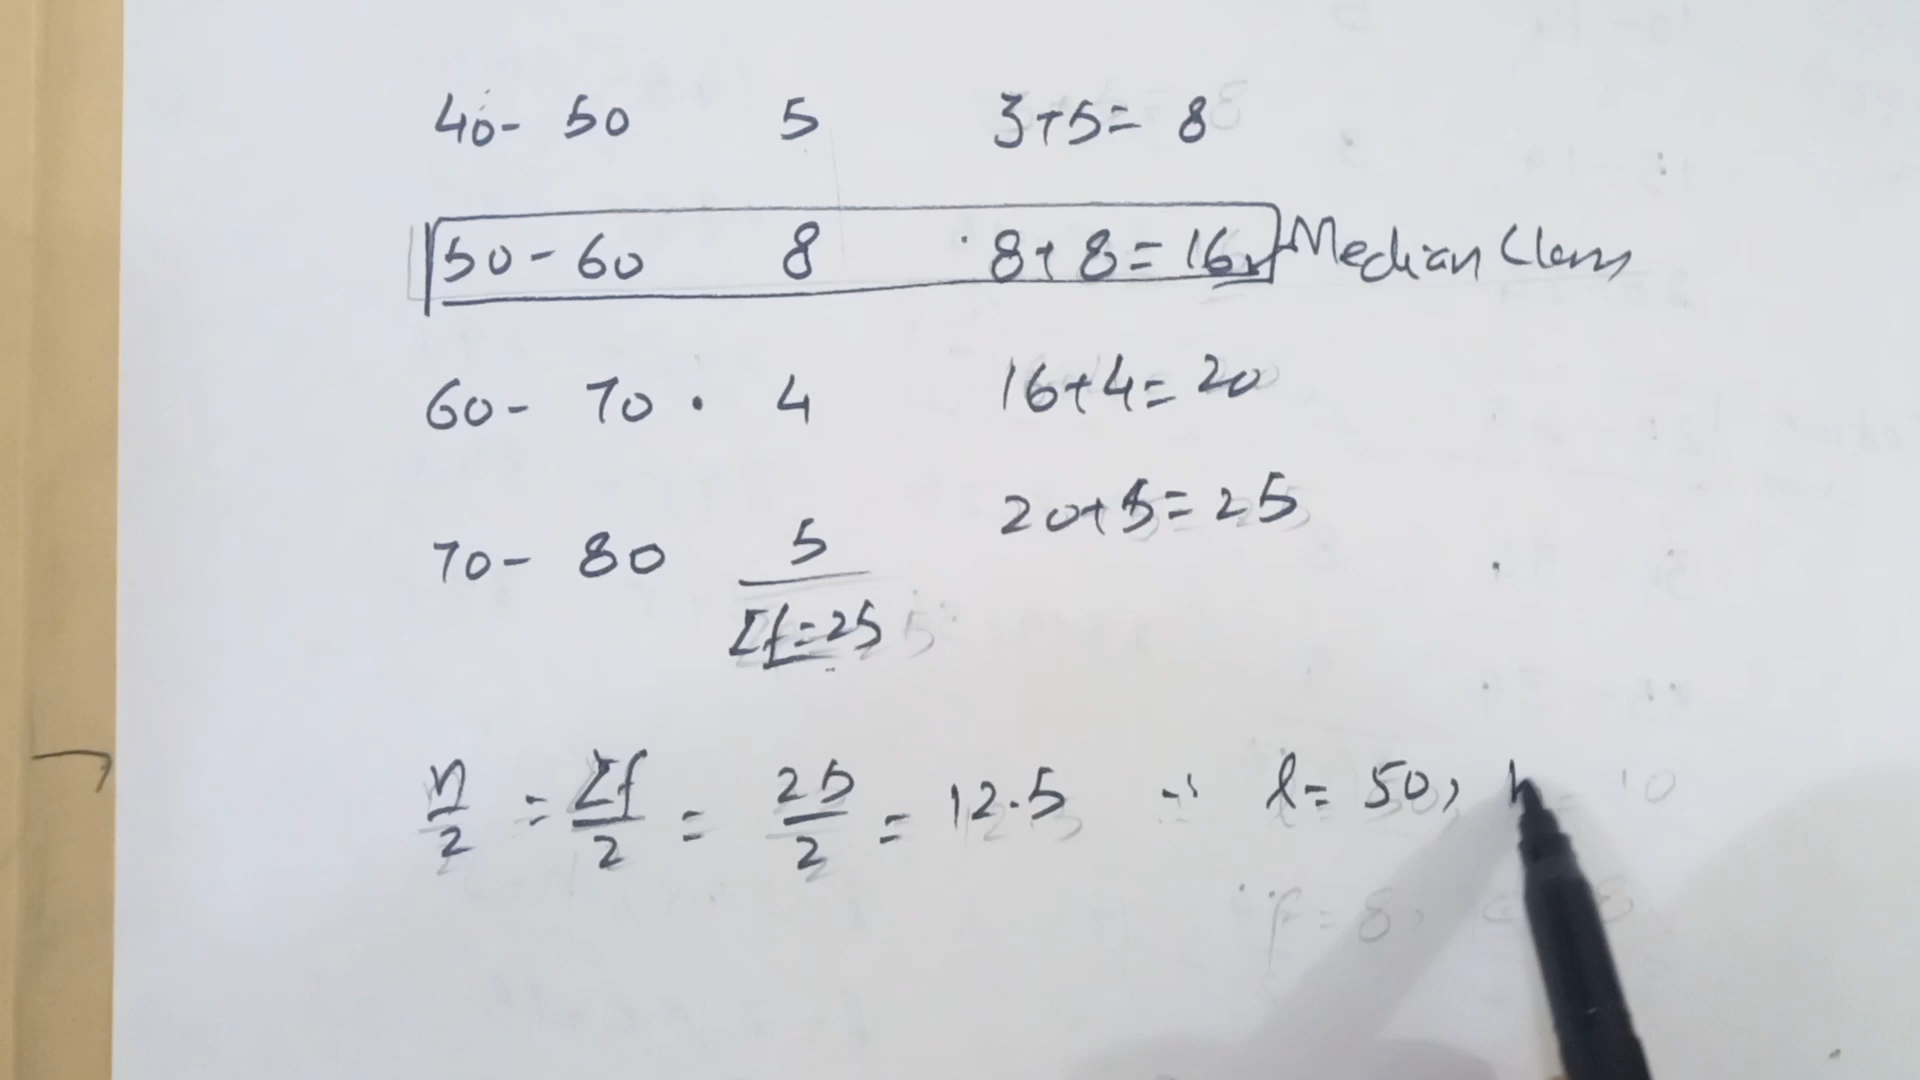 40- 50 5 3+5= 8
50-60 8 8+8=16 Median Class
60- 70 4 16+4=20
70- 80 5 20+5=25
Σf=25
n/2 = Σf/2 = 25/2 = 12.5 ∴ l= 50, h